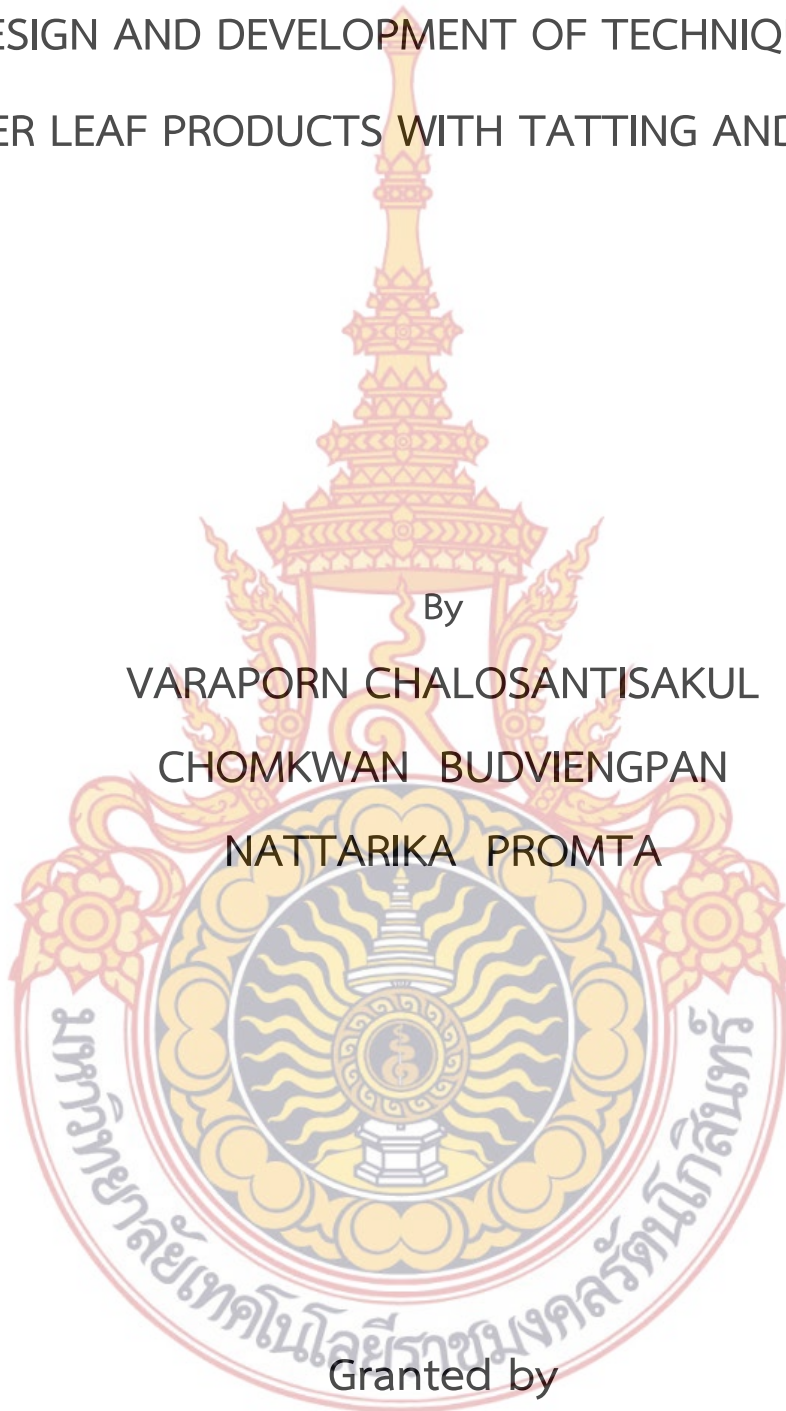 ESIGN AND DEVELOPMENT OF TECHNIQ
ER LEAF PRODUCTS WITH TATTING AND
By
VARAPORN CHALOSANTISAKUL
CHOMKWAN BUDVIENGPAN
NATTARIKA PROMTA
มหาวิทยาลัยเทคโนโลยีราชมงคลรัตนโกสินทร์
Granted by